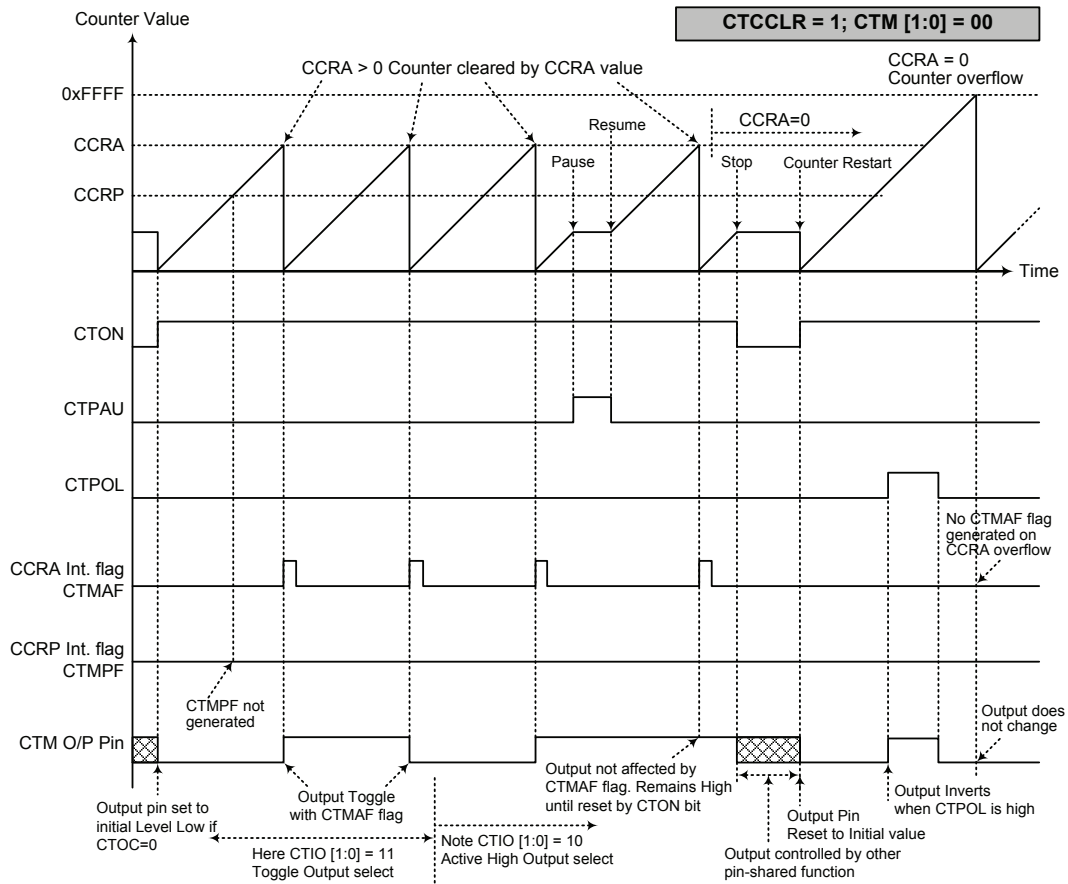 Counter Value
CTCCLR = 1; CTM [1:0] = 00
CCRA = 0
Counter overflow
CCRA > 0 Counter cleared by CCRA value
0xFFFF
CCRA=0
Resume
CCRA
Pause
Stop
Counter Restart
CCRP
Time
CTON
CTPAU
CTPOL
No CTMAF flag
generated on
CCRA overflow
CCRA Int. flag
CTMAF
CCRP Int. flag
CTMPF
CTMPF not
generated
Output does
not change
CTM O/P Pin
Output pin set to
initial Level Low if
CTOC=0
Output Toggle
with CTMAF flag
Output not affected by
CTMAF flag. Remains High
until reset by CTON bit
Output Inverts
when CTPOL is high
Output Pin
Reset to Initial value
Here CTIO [1:0] = 11
Toggle Output select
Note CTIO [1:0] = 10
Active High Output select
Output controlled by other
pin-shared function